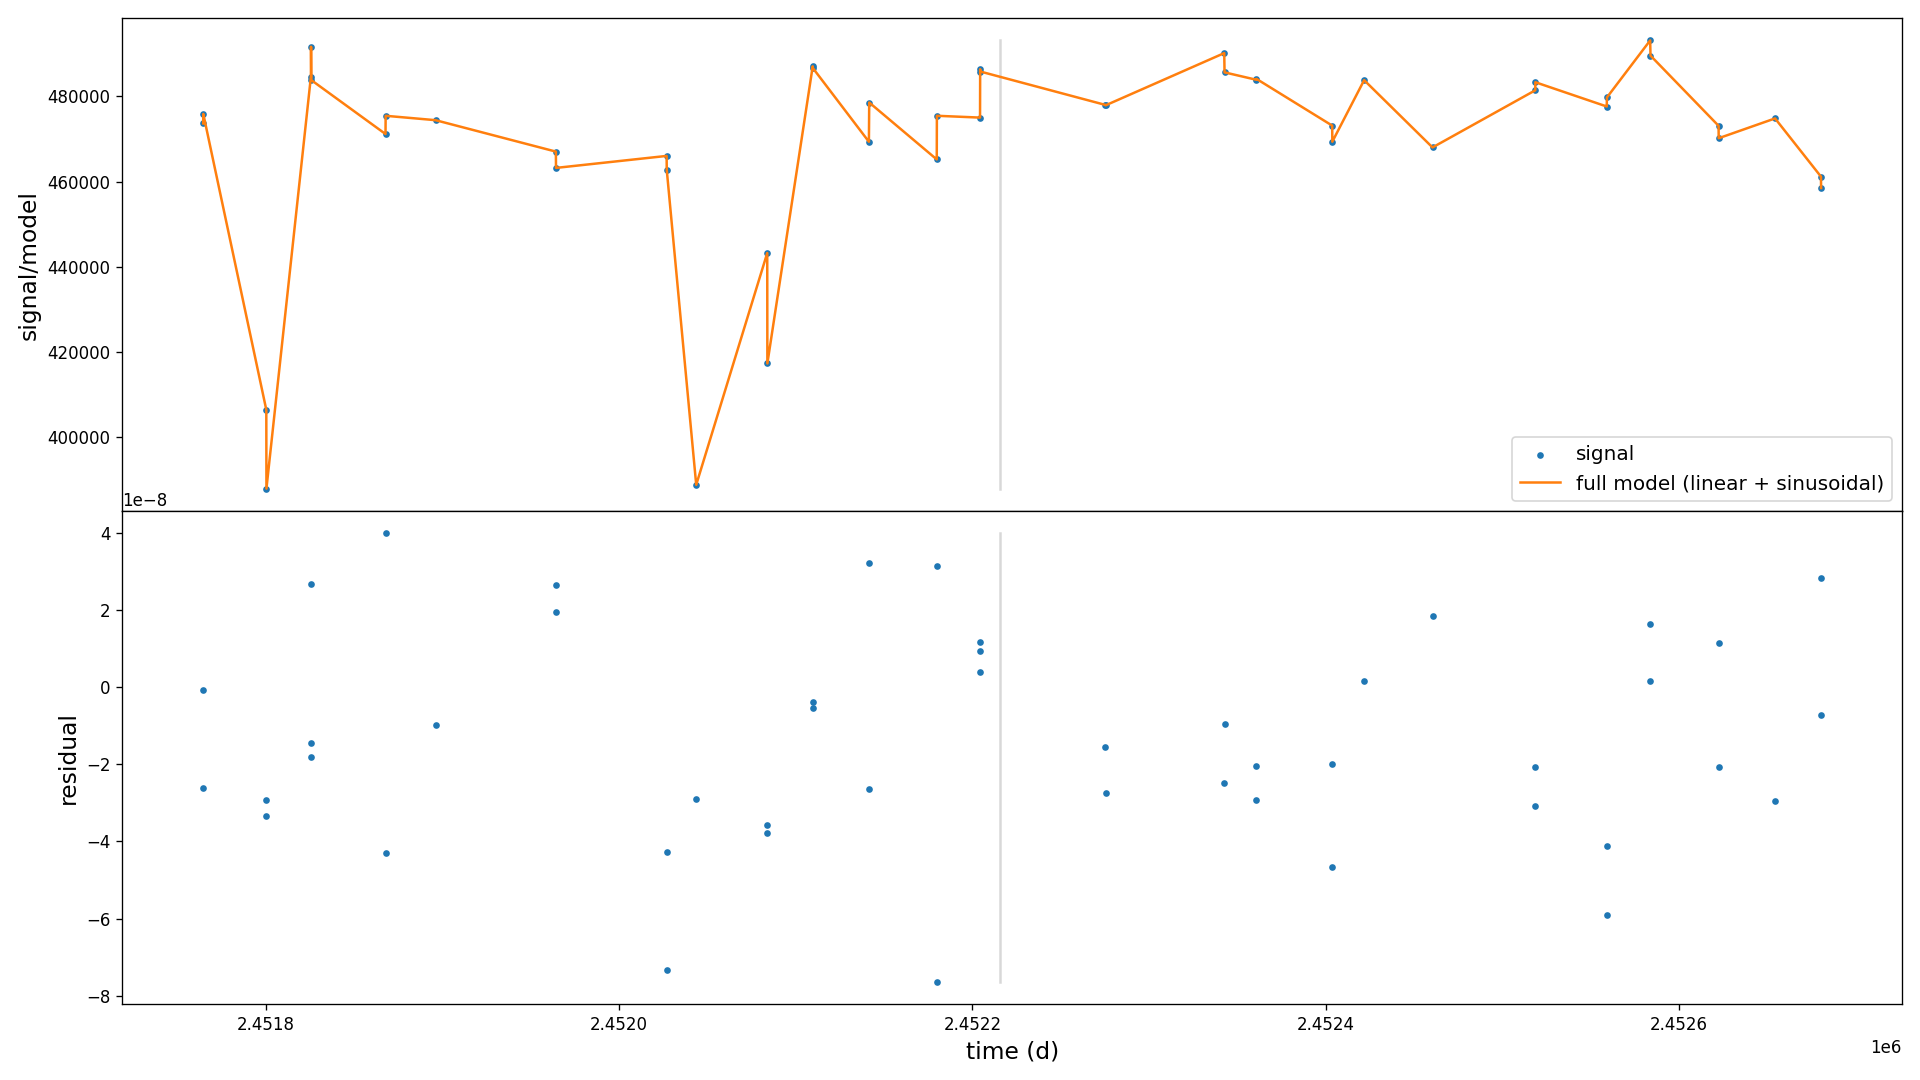 480000
460000
440000
420000
400000
signal/model
signal
full model (linear + sinusoidal)
1e−8
4
2
0
−2
−4
−6
−8
residual
2.4518
2.4520
2.4522
2.4524
2.4526
time (d)
1e6